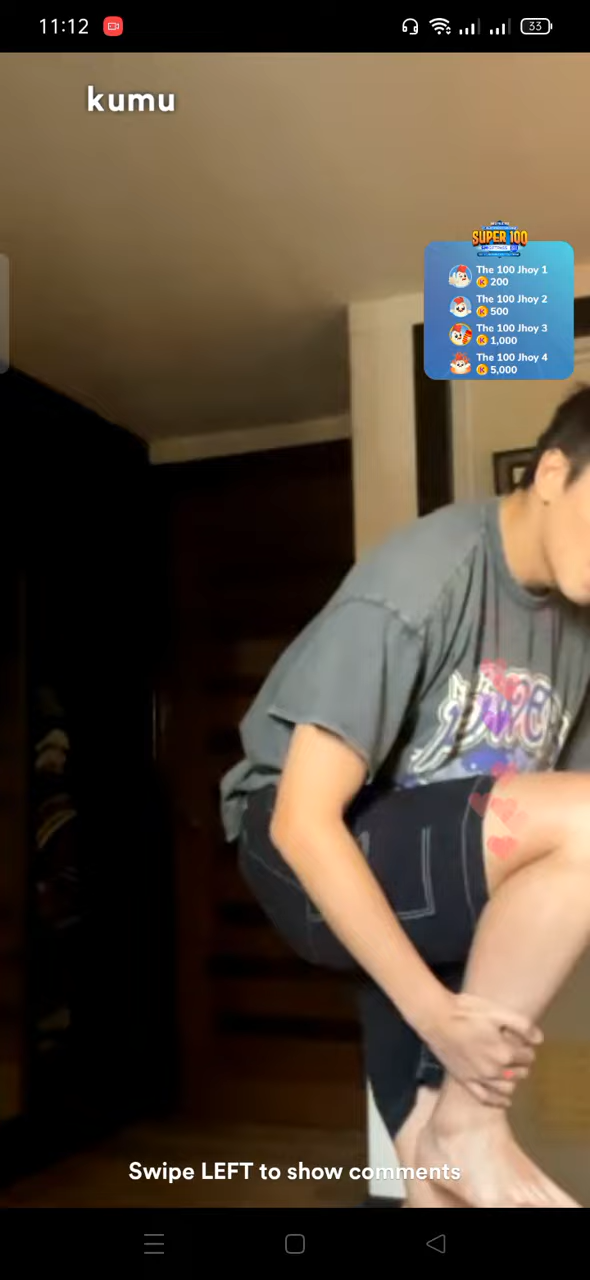 11:12
33
kumu
SUPER 100
The 100 Jhoy 1
K 200
The 100 Jhoy 2
K 500
The 100 Jhoy 3
K 1,000
The 100 Jhoy 4
K 5,000
Swipe LEFT to show comments